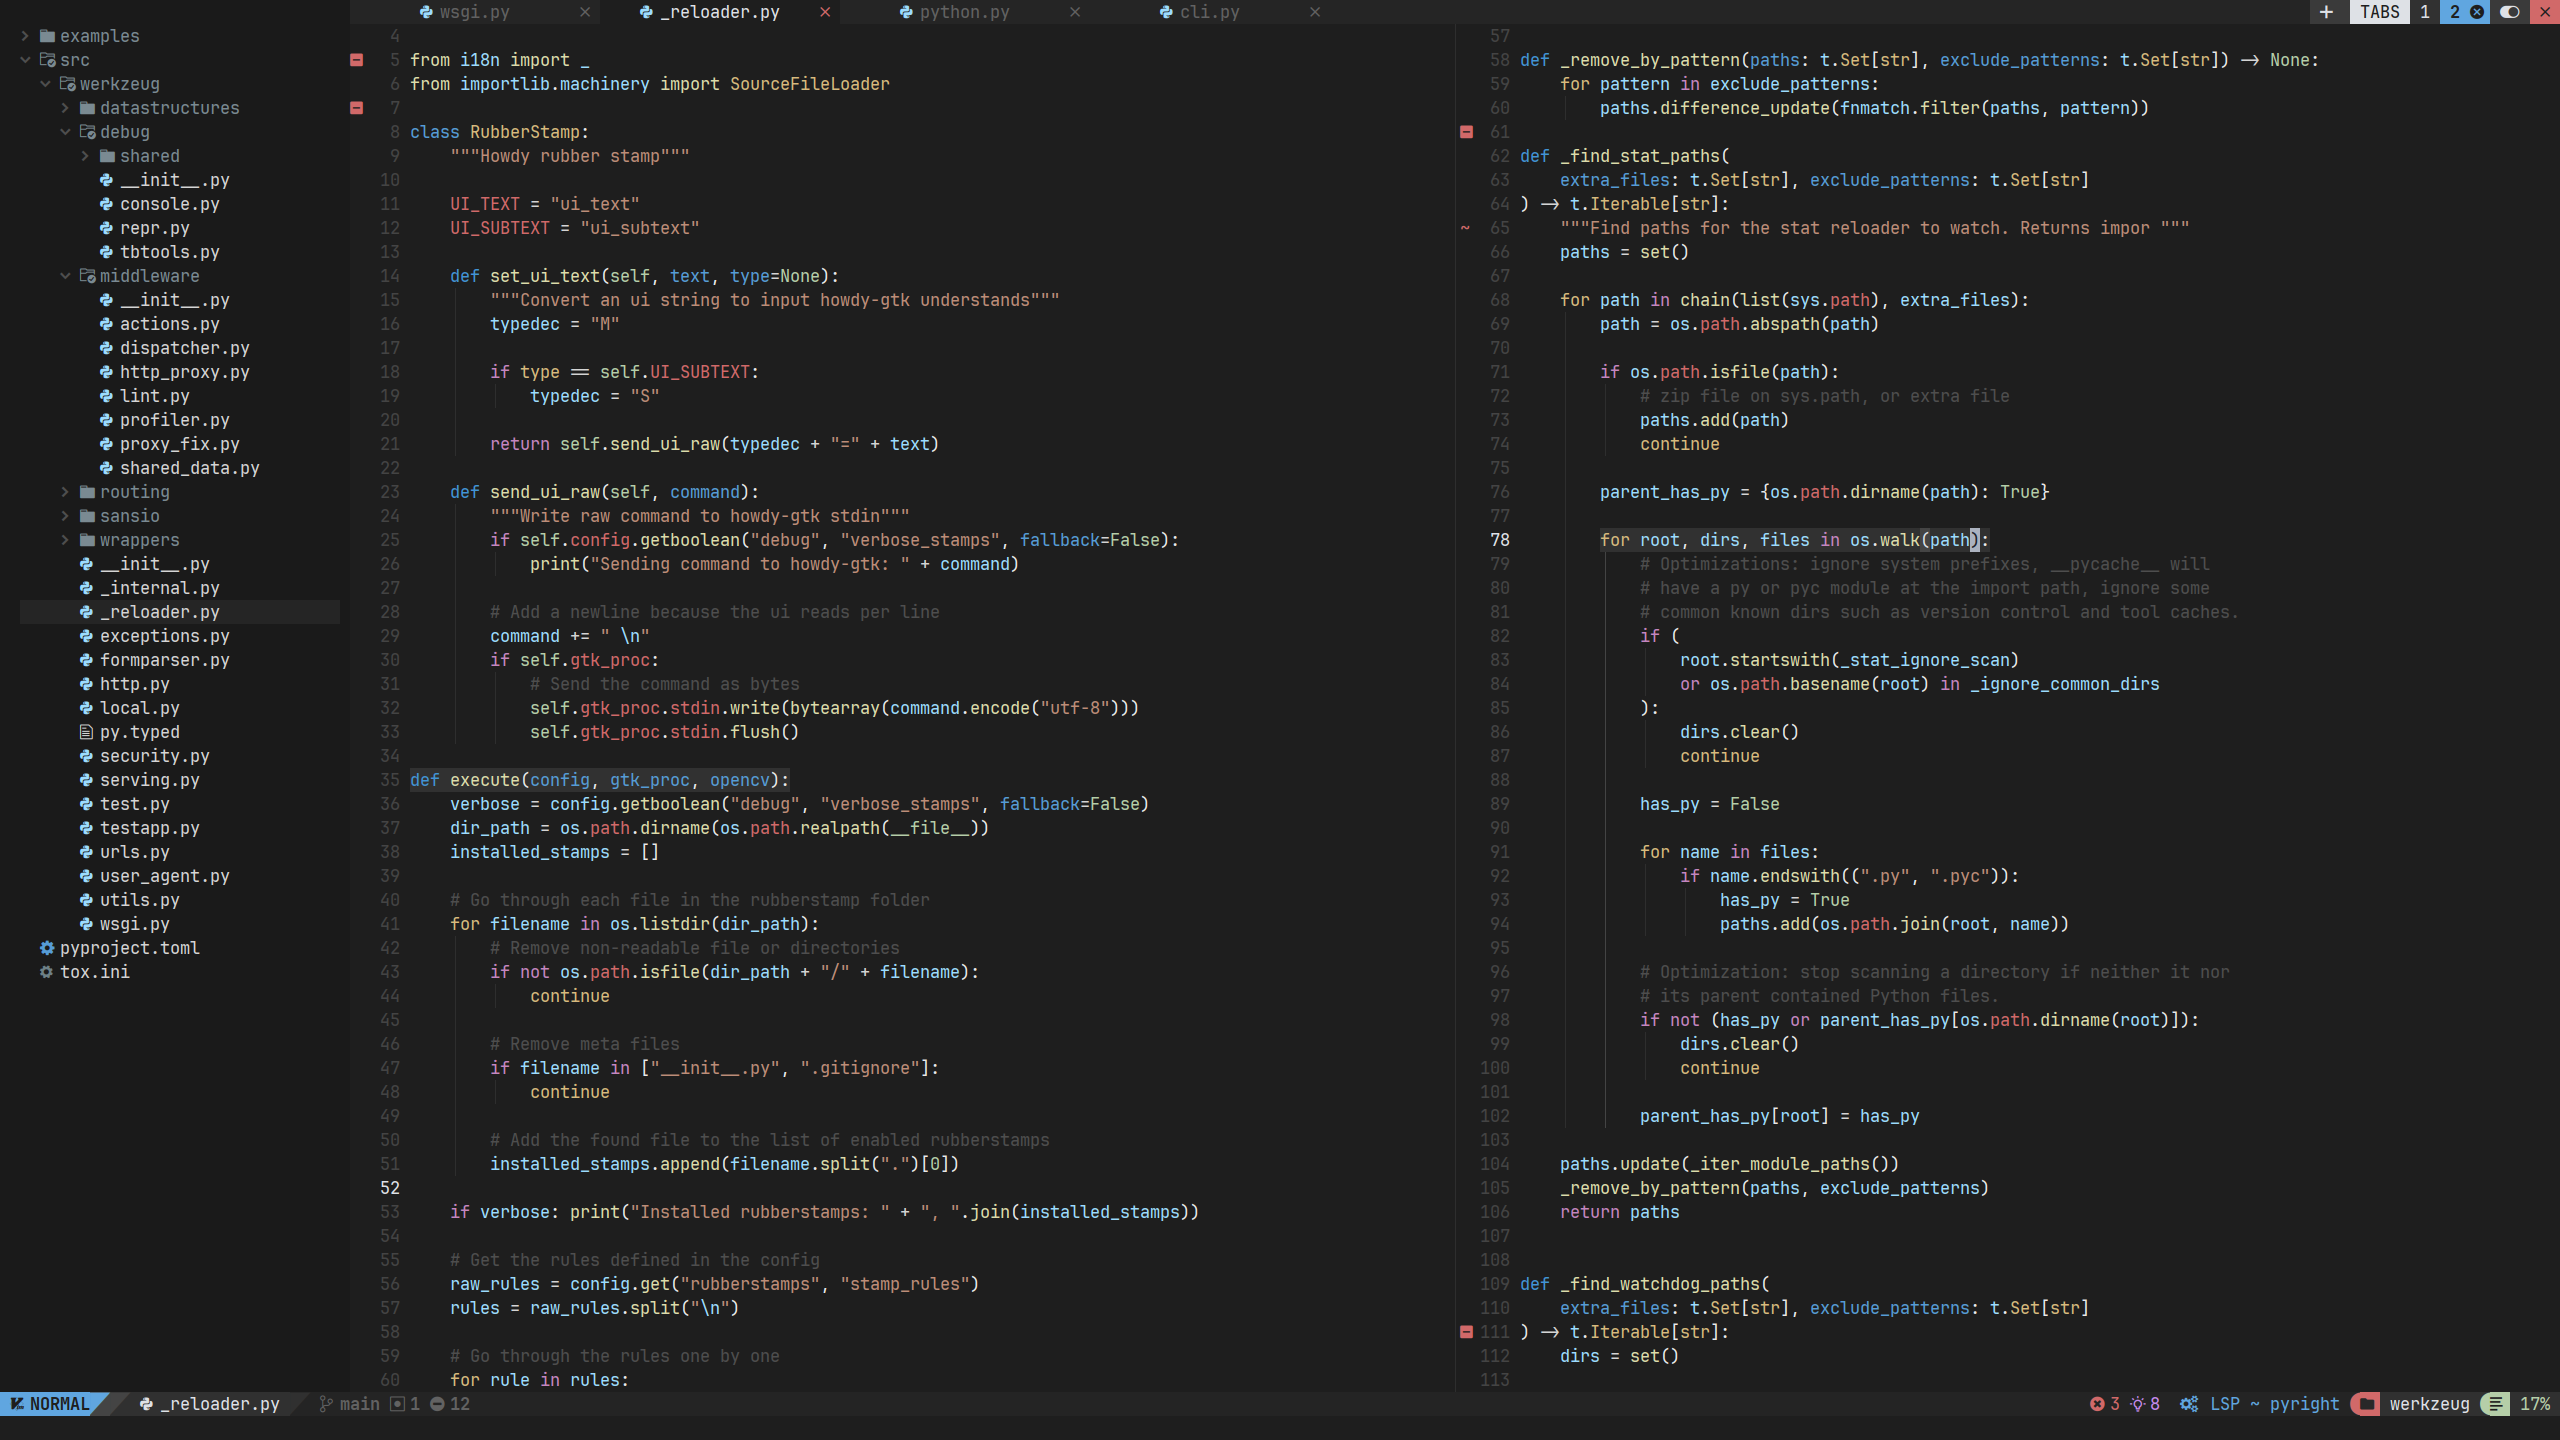 wsgi.py
_reloader.py
python.py
cli.py
TABS 1 2
examples
src
werkzeug
datastructures
debug
shared
__init__.py
console.py
repr.py
tbtools.py
middleware
__init__.py
actions.py
dispatcher.py
http_proxy.py
lint.py
profiler.py
proxy_fix.py
shared_data.py
routing
sansio
wrappers
__init__.py
_internal.py
_reloader.py
exceptions.py
formparser.py
http.py
local.py
py.typed
security.py
serving.py
test.py
testapp.py
urls.py
user_agent.py
utils.py
wsgi.py
pyproject.toml
tox.ini
4
5 from i18n import _
6 from importlib.machinery import SourceFileLoader
7
8 class RubberStamp:
9     """Howdy rubber stamp"""
10
11     UI_TEXT = "ui_text"
12     UI_SUBTEXT = "ui_subtext"
13
14     def set_ui_text(self, text, type=None):
15         """Convert an ui string to input howdy-gtk understands"""
16         typedec = "M"
17
18         if type == self.UI_SUBTEXT:
19             typedec = "S"
20
21         return self.send_ui_raw(typedec + "=" + text)
22
23     def send_ui_raw(self, command):
24         """Write raw command to howdy-gtk stdin"""
25         if self.config.getboolean("debug", "verbose_stamps", fallback=False):
26             print("Sending command to howdy-gtk: " + command)
27
28         # Add a newline because the ui reads per line
29         command += " \n"
30         if self.gtk_proc:
31             # Send the command as bytes
32             self.gtk_proc.stdin.write(bytearray(command.encode("utf-8")))
33             self.gtk_proc.stdin.flush()
34
35 def execute(config, gtk_proc, opencv):
36     verbose = config.getboolean("debug", "verbose_stamps", fallback=False)
37     dir_path = os.path.dirname(os.path.realpath(__file__))
38     installed_stamps = []
39
40     # Go through each file in the rubberstamp folder
41     for filename in os.listdir(dir_path):
42         # Remove non-readable file or directories
43         if not os.path.isfile(dir_path + "/" + filename):
44             continue
45
46         # Remove meta files
47         if filename in ["__init__.py", ".gitignore"]:
48             continue
49
50         # Add the found file to the list of enabled rubberstamps
51         installed_stamps.append(filename.split(".")[0])
52
53     if verbose: print("Installed rubberstamps: " + ", ".join(installed_stamps))
54
55     # Get the rules defined in the config
56     raw_rules = config.get("rubberstamps", "stamp_rules")
57     rules = raw_rules.split("\n")
58
59     # Go through the rules one by one
60     for rule in rules:
57
58 def _remove_by_pattern(paths: t.Set[str], exclude_patterns: t.Set[str]) -> None:
59     for pattern in exclude_patterns:
60         paths.difference_update(fnmatch.filter(paths, pattern))
61
62 def _find_stat_paths(
63     extra_files: t.Set[str], exclude_patterns: t.Set[str]
64 ) -> t.Iterable[str]:
~ 65     """Find paths for the stat reloader to watch. Returns impor """
66     paths = set()
67
68     for path in chain(list(sys.path), extra_files):
69         path = os.path.abspath(path)
70
71         if os.path.isfile(path):
72             # zip file on sys.path, or extra file
73             paths.add(path)
74             continue
75
76         parent_has_py = {os.path.dirname(path): True}
77
78         for root, dirs, files in os.walk(path):
79             # Optimizations: ignore system prefixes, __pycache__ will
80             # have a py or pyc module at the import path, ignore some
81             # common known dirs such as version control and tool caches.
82             if (
83                 root.startswith(_stat_ignore_scan)
84                 or os.path.basename(root) in _ignore_common_dirs
85             ):
86                 dirs.clear()
87                 continue
88
89             has_py = False
90
91             for name in files:
92                 if name.endswith((".py", ".pyc")):
93                     has_py = True
94                     paths.add(os.path.join(root, name))
95
96             # Optimization: stop scanning a directory if neither it nor
97             # its parent contained Python files.
98             if not (has_py or parent_has_py[os.path.dirname(root)]):
99                 dirs.clear()
100                 continue
101
102             parent_has_py[root] = has_py
103
104     paths.update(_iter_module_paths())
105     _remove_by_pattern(paths, exclude_patterns)
106     return paths
107
108
109 def _find_watchdog_paths(
110     extra_files: t.Set[str], exclude_patterns: t.Set[str]
111 ) -> t.Iterable[str]:
112     dirs = set()
113
NORMAL _reloader.py main 1 12 3 8 LSP ~ pyright werkzeug 17%